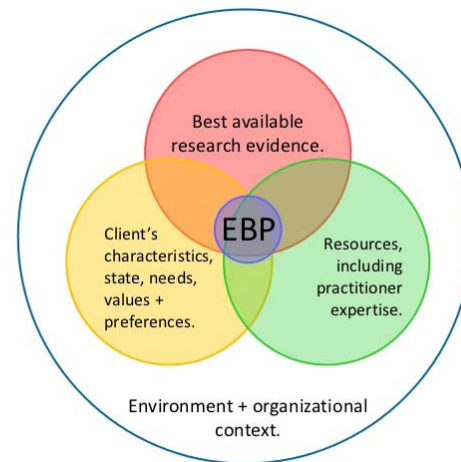 Best available
research evidence.
EBP
Client's
characteristics,
state, needs,
values +
preferences.
Resources,
including
practitioner
expertise.
Environment + organizational
context.